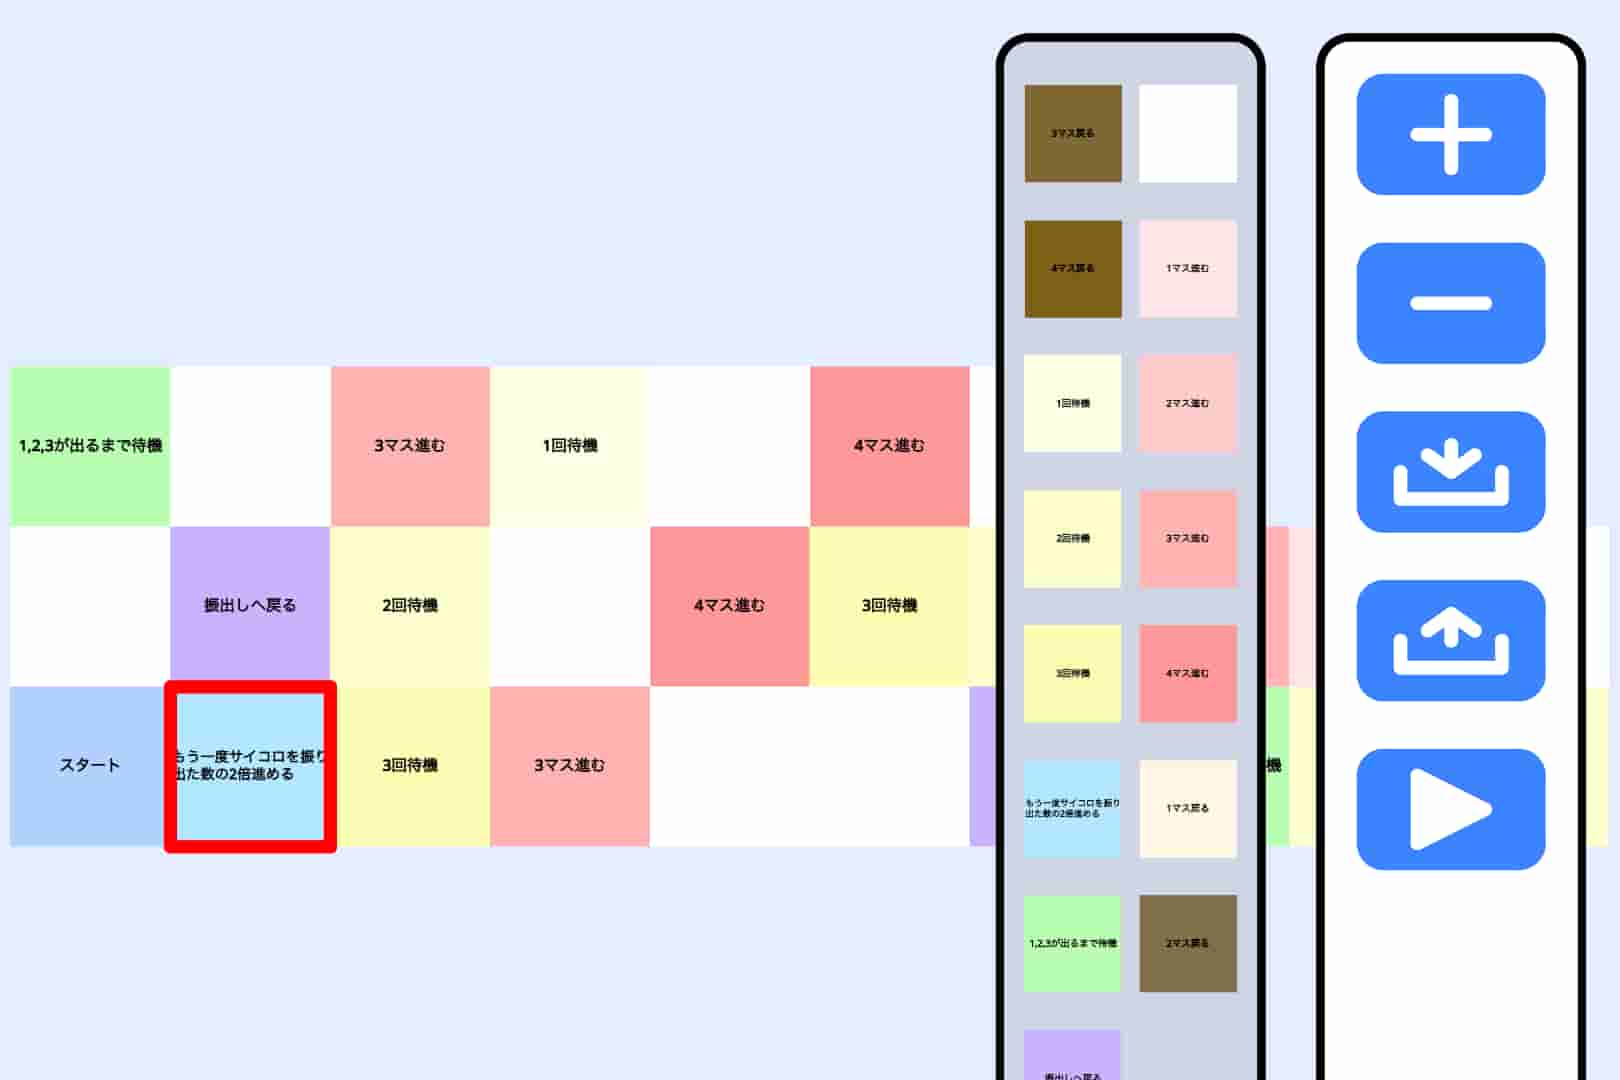 1,2,3が出るまで待機
3マス進む
1回待機
4マス進む
振出しへ戻る
2回待機
4マス進む
3回待機
スタート
もう一度サイコロを振り
出た数の2倍進める
3回待機
3マス進む
機
3マス戻る
4マス戻る
1マス進む
1回待機
2マス進む
2回待機
3マス進む
3回待機
4マス進む
もう一度サイコロを振り
出た数の2倍進める
1マス戻る
1,2,3が出るまで待機
2マス戻る
振出しへ戻る